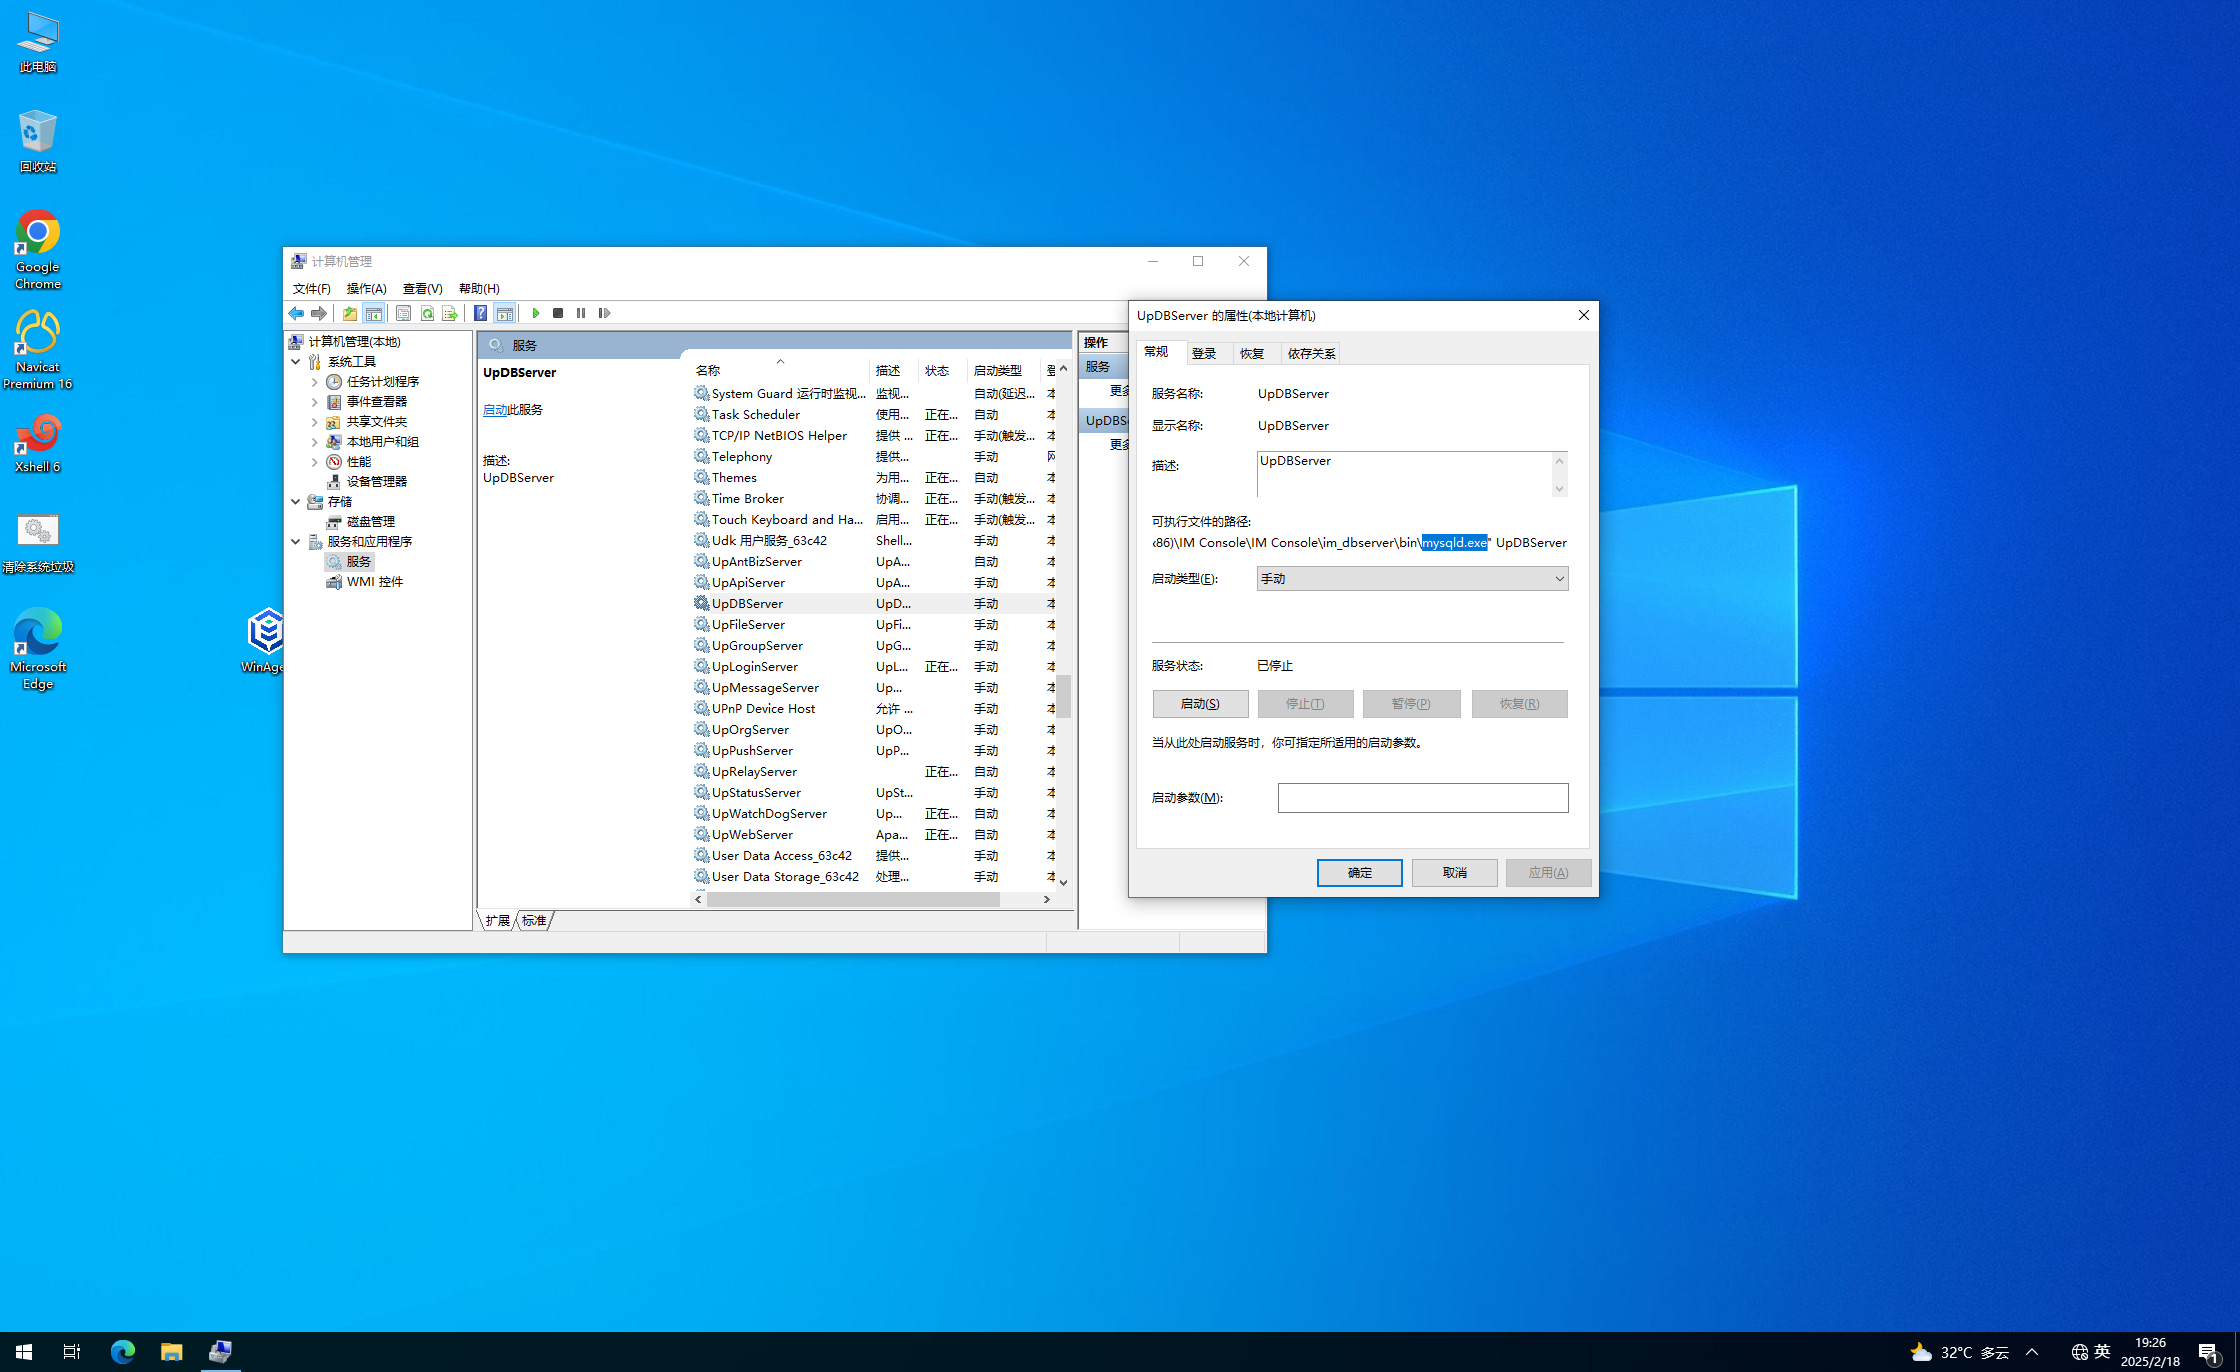 此电脑
回收站
Google
Chrome
Navicat
Premium 16
Xshell 6
清除系统垃圾
Microsoft
Edge
WinAge
计算机管理
文件(F) 操作(A) 查看(V) 帮助(H)
计算机管理(本地)
系统工具
任务计划程序
事件查看器
共享文件夹
本地用户和组
性能
设备管理器
存储
磁盘管理
服务和应用程序
服务
WMI 控件
服务
UpDBServer
启动此服务
描述:
UpDBServer
名称 描述 状态 启动类型 登
System Guard 运行时监视... 监视... 自动(延迟... 本
Task Scheduler 使用... 正在... 自动 本
TCP/IP NetBIOS Helper 提供 ... 正在... 手动(触发... 本
Telephony 提供... 手动 网
Themes 为用... 正在... 自动 本
Time Broker 协调... 正在... 手动(触发... 本
Touch Keyboard and Ha... 启用... 正在... 手动(触发... 本
Udk 用户服务_63c42 Shell... 手动 本
UpAntBizServer UpA... 自动 本
UpApiServer UpA... 手动 本
UpDBServer UpD... 手动 本
UpFileServer UpFi... 手动 本
UpGroupServer UpG... 手动 本
UpLoginServer UpL... 正在... 手动 本
UpMessageServer Up... 手动 本
UPnP Device Host 允许 ... 手动 本
UpOrgServer UpO... 手动 本
UpPushServer UpP... 手动 本
UpRelayServer 正在... 自动 本
UpStatusServer UpSt... 手动 本
UpWatchDogServer Up... 正在... 自动 本
UpWebServer Apa... 正在... 自动 本
User Data Access_63c42 提供... 手动 本
User Data Storage_63c42 处理... 手动 本
扩展 标准
操作
服务
更多
UpDBS
更多
UpDBServer 的属性(本地计算机)
常规 登录 恢复 依存关系
服务名称: UpDBServer
显示名称: UpDBServer
描述: UpDBServer
可执行文件的路径:
x86)\IM Console\IM Console\im_dbserver\bin\mysqld.exe" UpDBServer
启动类型(E): 手动
服务状态: 已停止
启动(S) 停止(T) 暂停(P) 恢复(R)
当从此处启动服务时，你可指定所适用的启动参数。
启动参数(M):
确定 取消 应用(A)
32°C 多云
英
19:26
2025/2/18
1